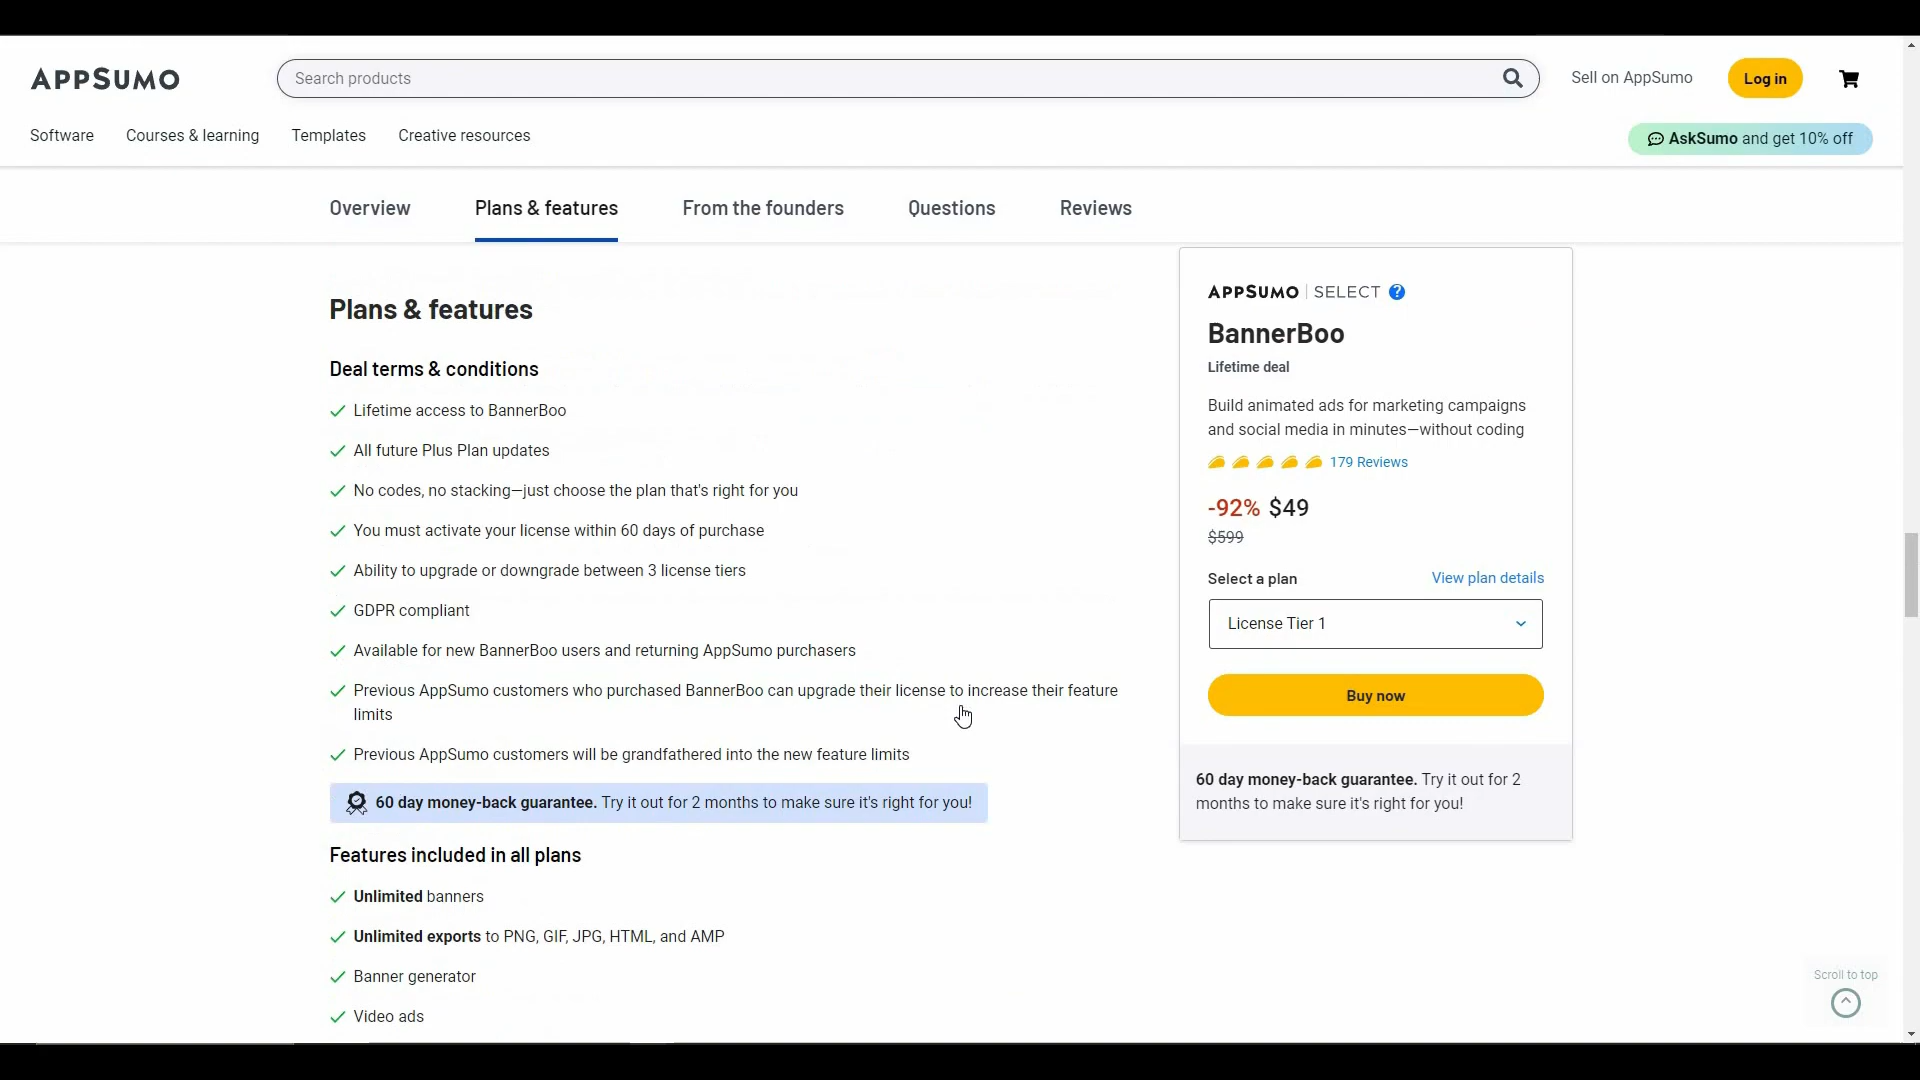 APPSUMO
Search products
Sell on AppSumo
Log in
Software
Courses & learning
Templates
Creative resources
AskSumo and get 10% off
Overview
Plans & features
From the founders
Questions
Reviews
Plans & features
Deal terms & conditions
Lifetime access to BannerBoo
All future Plus Plan updates
No codes, no stacking—just choose the plan that's right for you
You must activate your license within 60 days of purchase
Ability to upgrade or downgrade between 3 license tiers
GDPR compliant
Available for new BannerBoo users and returning AppSumo purchasers
Previous AppSumo customers who purchased BannerBoo can upgrade their license to increase their feature
limits
Previous AppSumo customers will be grandfathered into the new feature limits
60 day money-back guarantee. Try it out for 2 months to make sure it's right for you!
Features included in all plans
Unlimited banners
Unlimited exports to PNG, GIF, JPG, HTML, and AMP
Banner generator
Video ads
APPSUMO | SELECT ?
BannerBoo
Lifetime deal
Build animated ads for marketing campaigns
and social media in minutes—without coding
179 Reviews
-92% $49
$599
Select a plan
View plan details
License Tier 1
Buy now
60 day money-back guarantee. Try it out for 2
months to make sure it's right for you!
Scroll to top